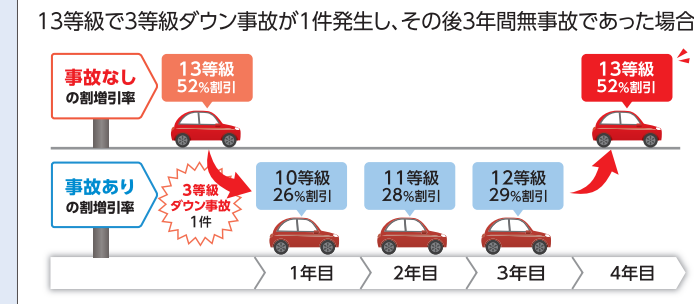 13等級で3等級ダウン事故が1件発生し、その後3年間無事故であった場合
事故なし
の割増引率
13等級
52%割引
13等級
52%割引
事故あり
の割増引率
3等級
ダウン事故
1件
10等級
26%割引
11等級
28%割引
12等級
29%割引
1年目
2年目
3年目
4年目